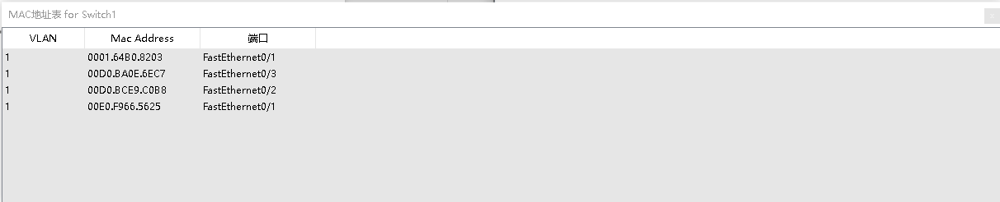 MAC地址表 for Switch1
VLAN Mac Address 端口
1 0001.64B0.8203 FastEthernet0/1
1 00D0.BA0E.6EC7 FastEthernet0/3
1 00D0.BCE9.C0B8 FastEthernet0/2
1 00E0.F966.5625 FastEthernet0/1